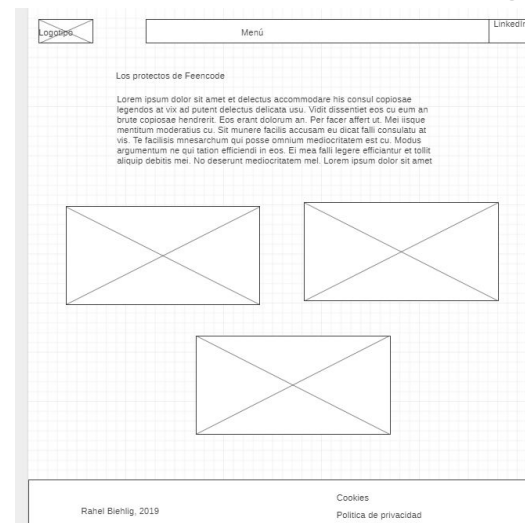 Logotipo
Menú
LinkedIn
Los protectos de Feencode
Lorem ipsum dolor sit amet et delectus accommodare his consul copiosae
legendos at vix ad putent delectus delicata usu. Vidit dissentiet eos cu eum an
brute copiosae hendrerit. Eos erant dolorum an. Per facer affert ut. Mei iisque
mentitum moderatius cu. Sit munere facilis accusam eu dicat falli consulatu at
vis. Te facilisis mnesarchum qui posse omnium mediocritatem est cu. Modus
argumentum ne qui tation efficiendi in eos. Ei mea falli legere efficiantur et tollit
aliquip debitis mei. No deserunt mediocritatem mel. Lorem ipsum dolor sit amet
Cookies
Rahel Biehlig, 2019
Politica de privacidad